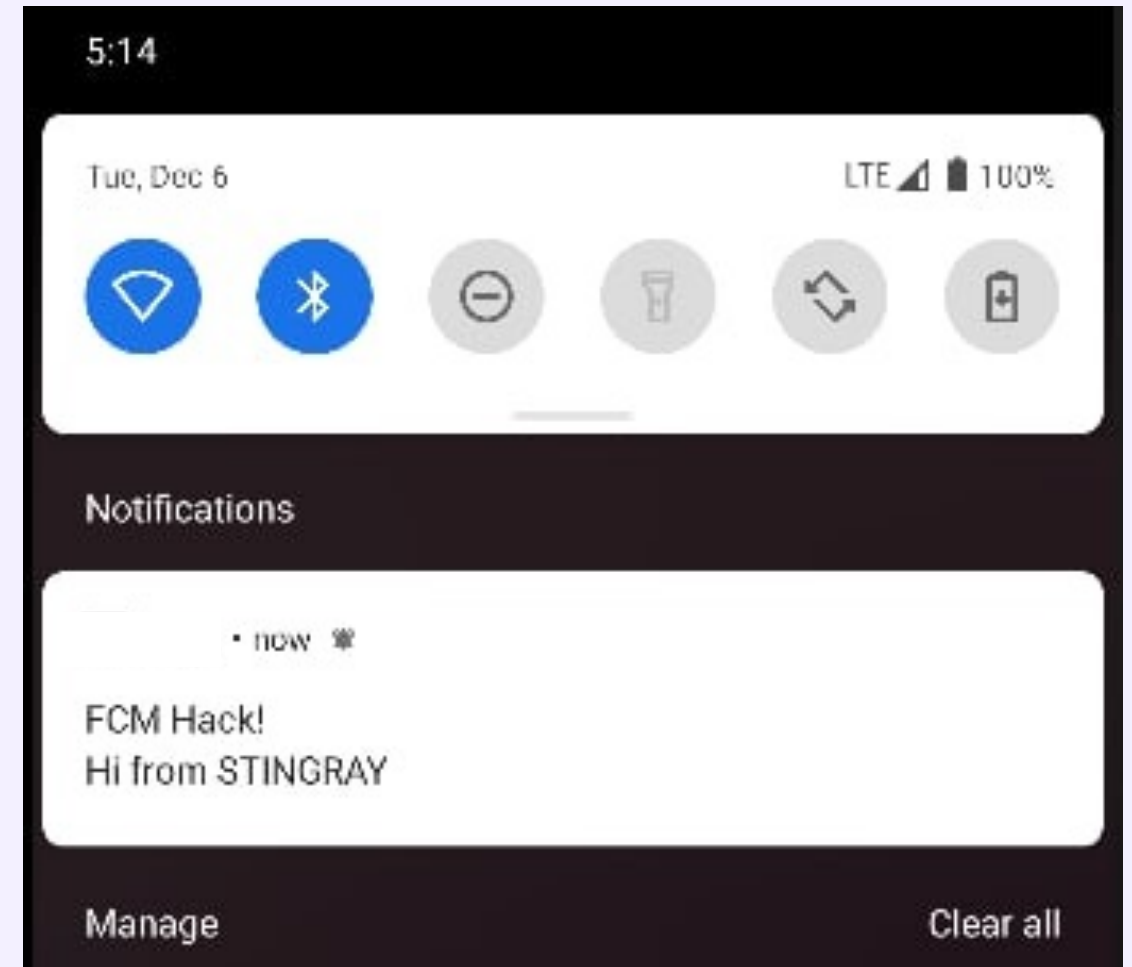 5:14
Tue, Dec 6 LTE 100%
Notifications
• now
FCM Hack!
Hi from STINGRAY
Manage Clear all